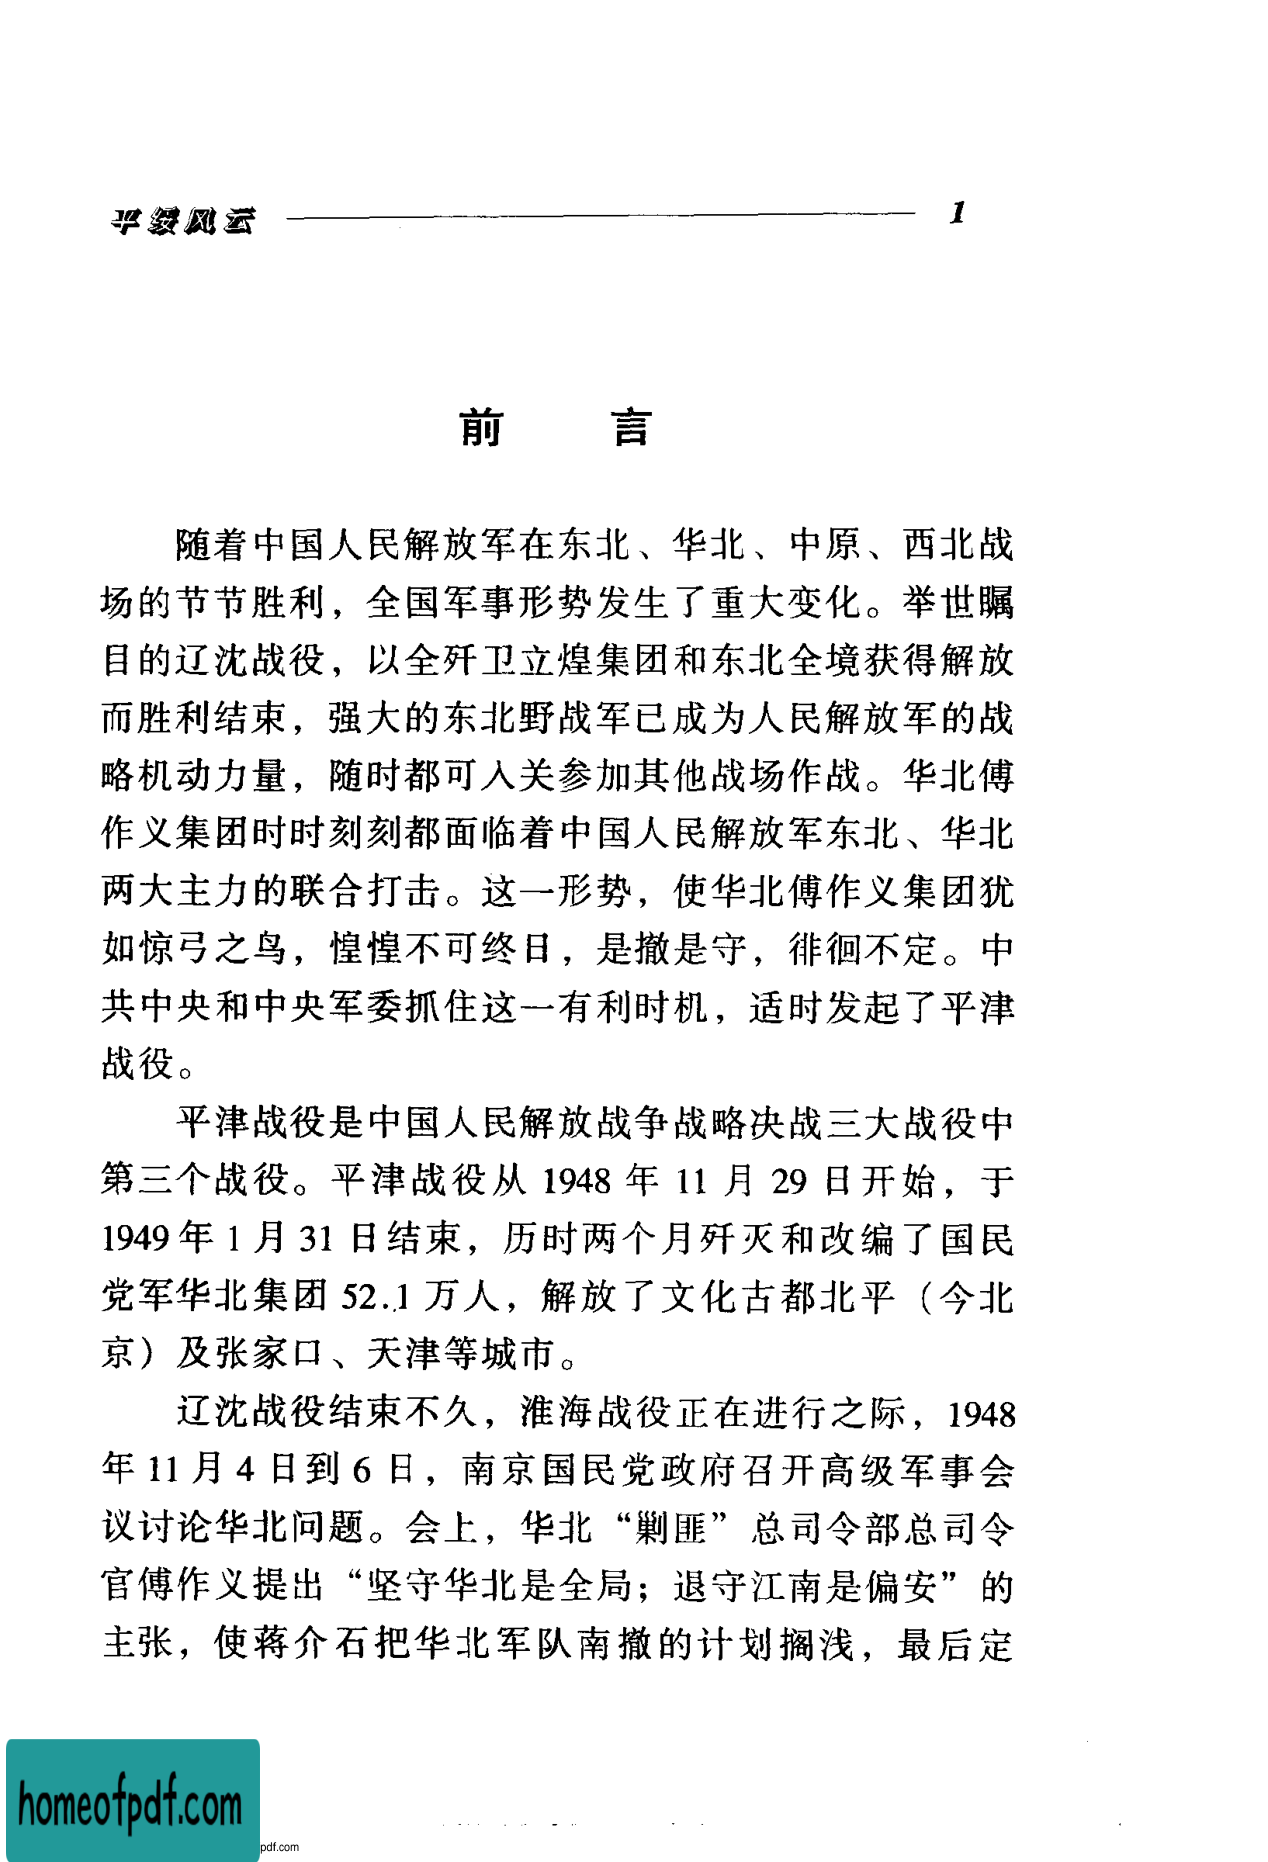 平绥风云 1
前 言
随着中国人民解放军在东北、华北、中原、西北战
场的节节胜利，全国军事形势发生了重大变化。举世瞩
目的辽沈战役，以全歼卫立煌集团和东北全境获得解放
而胜利结束，强大的东北野战军已成为人民解放军的战
略机动力量，随时都可入关参加其他战场作战。华北傅
作义集团时时刻刻都面临着中国人民解放军东北、华北
两大主力的联合打击。这一形势，使华北傅作义集团犹
如惊弓之鸟，惶惶不可终日，是撤是守，徘徊不定。中
共中央和中央军委抓住这一有利时机，适时发起了平津
战役。
平津战役是中国人民解放战争战略决战三大战役中
第三个战役。平津战役从 1948 年 11 月 29 日开始，于
1949 年 1 月 31 日结束，历时两个月歼灭和改编了国民
党军华北集团 52.1 万人，解放了文化古都北平（今北
京）及张家口、天津等城市。
辽沈战役结束不久，淮海战役正在进行之际，1948
年 11 月 4 日到 6 日，南京国民党政府召开高级军事会
议讨论华北问题。会上，华北“剿匪”总司令部总司令
官傅作义提出“坚守华北是全局；退守江南是偏安”的
主张，使蒋介石把华北军队南撤的计划搁浅，最后定
homeofpdf.com
pdf.com